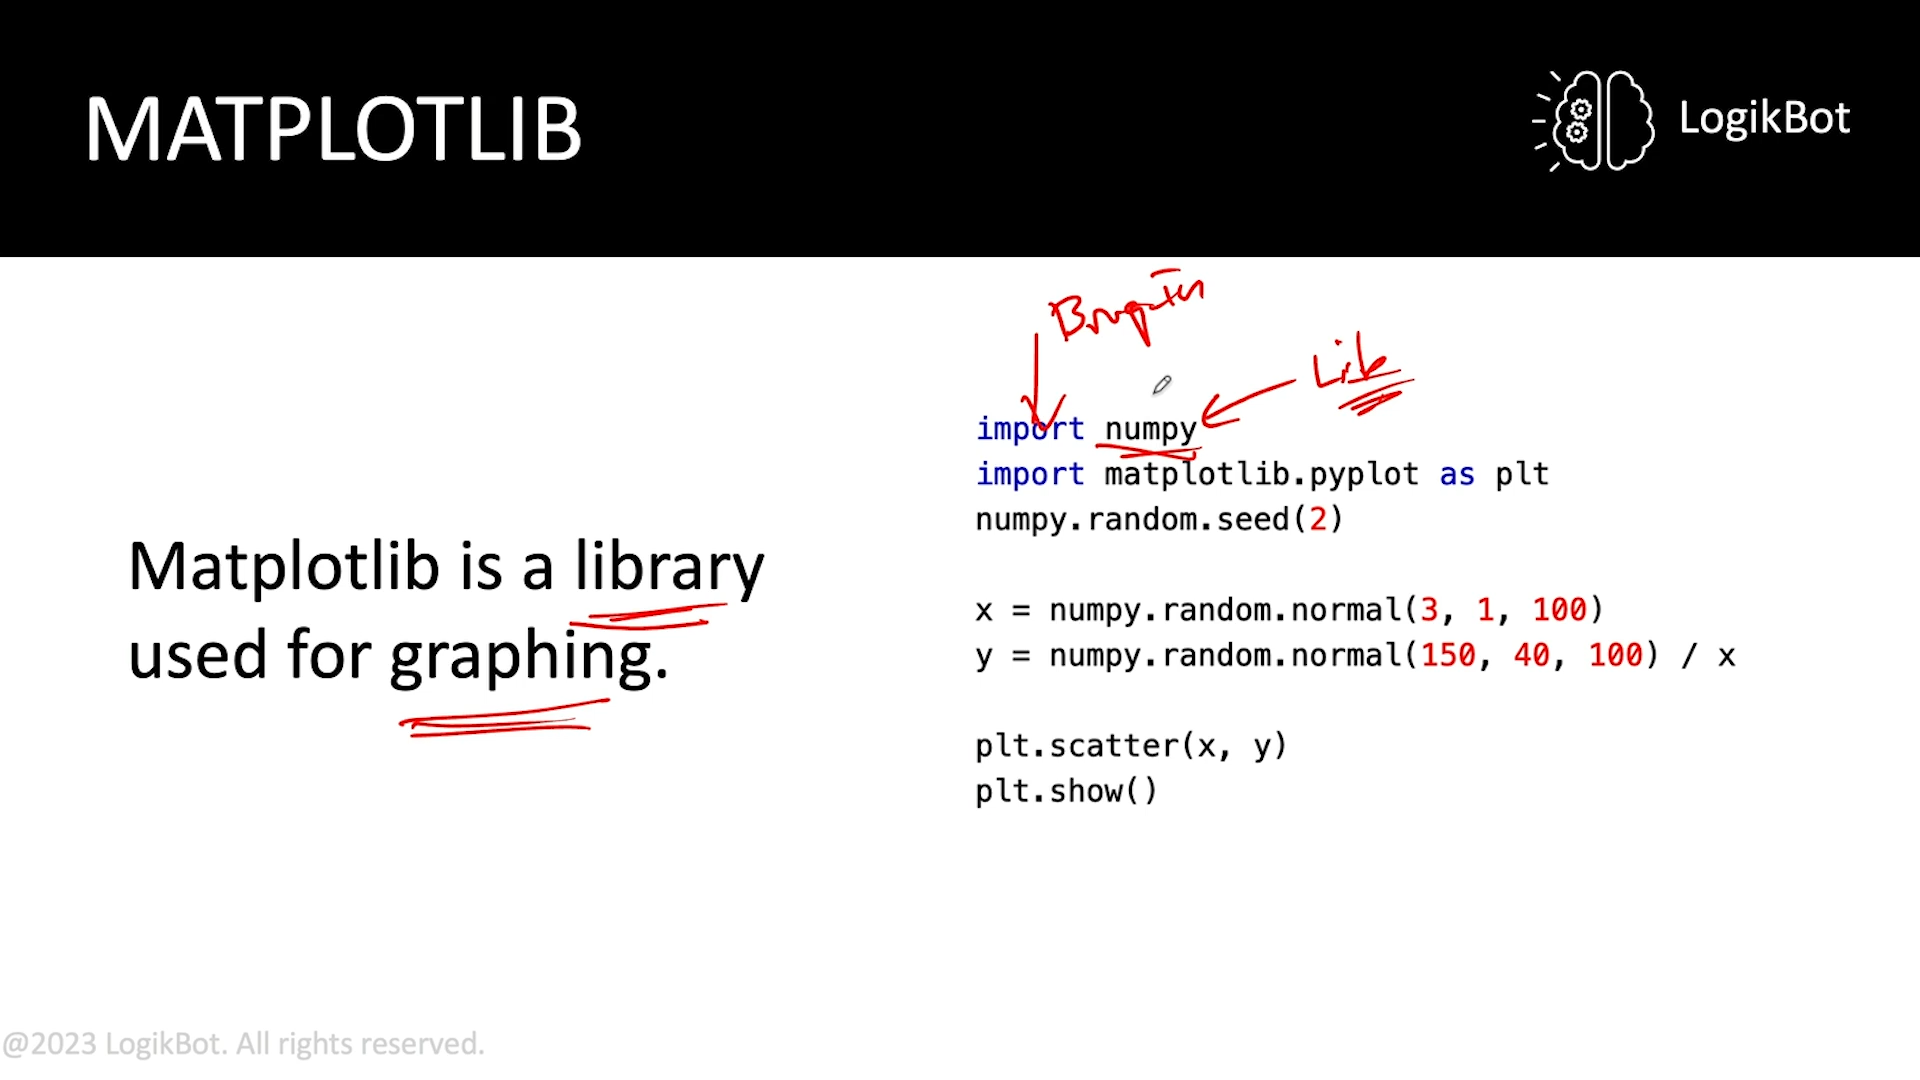 MATPLOTLIB
LogikBot
Lib
import numpy
import matplotlib.pyplot as plt
numpy.random.seed(2)
x = numpy.random.normal(3, 1, 100)
y = numpy.random.normal(150, 40, 100) / x
plt.scatter(x, y)
plt.show()
Matplotlib is a library
used for graphing.
@2023 LogikBot. All rights reserved.